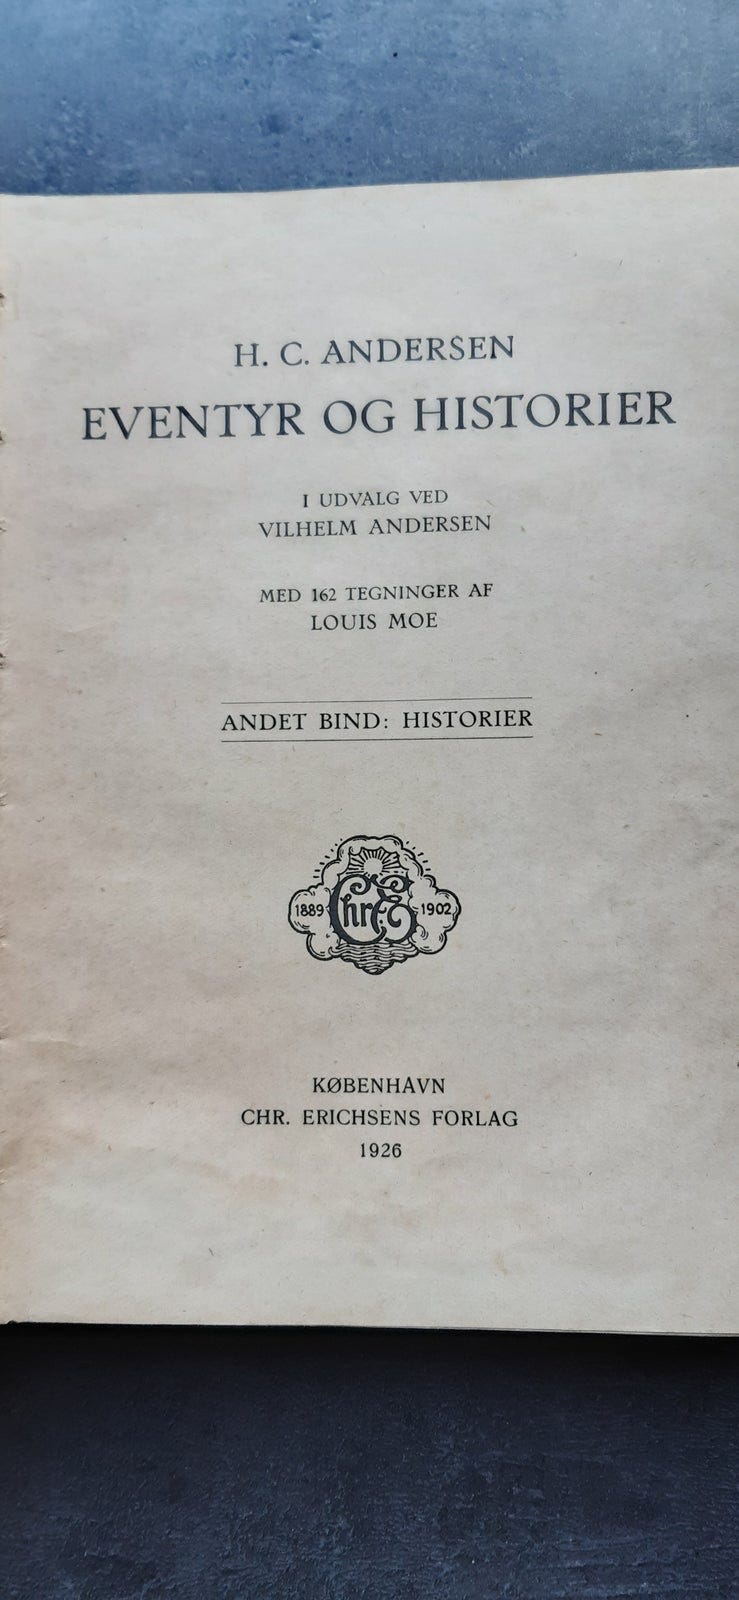 H. C. ANDERSEN
EVENTYR OG HISTORIER
I UDVALG VED
VILHELM ANDERSEN
MED 162 TEGNINGER AF
LOUIS MOE
ANDET BIND: HISTORIER
1889 Chr. E 1902
KØBENHAVN
CHR. ERICHSENS FORLAG
1926